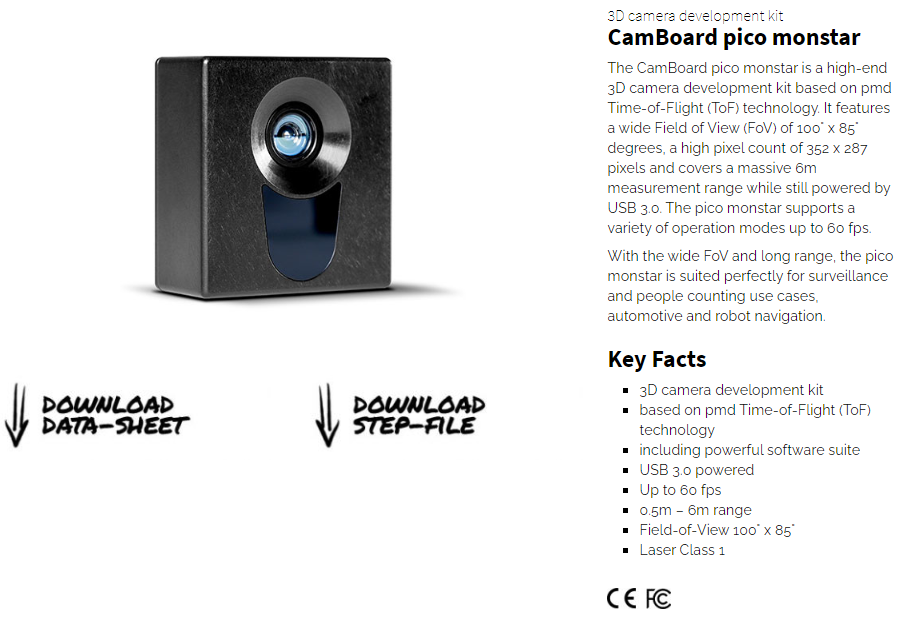 3D camera development kit
CamBoard pico monstar
The CamBoard pico monstar is a high-end
3D camera development kit based on pmd
Time-of-Flight (ToF) technology. It features
a wide Field of View (FoV) of 100° x 85°
degrees, a high pixel count of 352 x 287
pixels and covers a massive 6m
measurement range while still powered by
USB 3.0. The pico monstar supports a
variety of operation modes up to 60 fps.
With the wide FoV and long range, the pico
monstar is suited perfectly for surveillance
and people counting use cases,
automotive and robot navigation.
DOWNLOAD
DATA-SHEET
DOWNLOAD
STEP-FILE
Key Facts
3D camera development kit
based on pmd Time-of-Flight (ToF)
technology
including powerful software suite
USB 3.0 powered
Up to 60 fps
0.5m – 6m range
Field-of-View 100° x 85°
Laser Class 1
CE FC